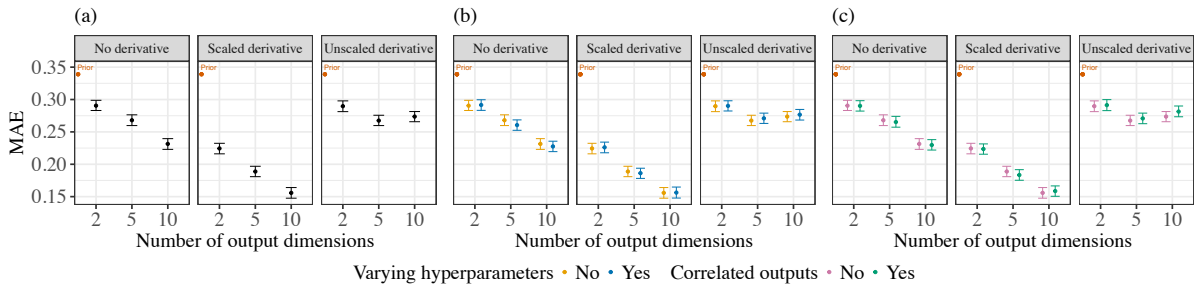 (a) (b) (c)
No derivative Scaled derivative Unscaled derivative No derivative Scaled derivative Unscaled derivative No derivative Scaled derivative Unscaled derivative
Prior Prior Prior Prior Prior Prior Prior Prior Prior
0.35
0.30
0.25
0.20
0.15
MAE
2 5 10 2 5 10 2 5 10 2 5 10 2 5 10 2 5 10 2 5 10 2 5 10 2 5 10
Number of output dimensions Number of output dimensions Number of output dimensions
Varying hyperparameters No Yes Correlated outputs No Yes